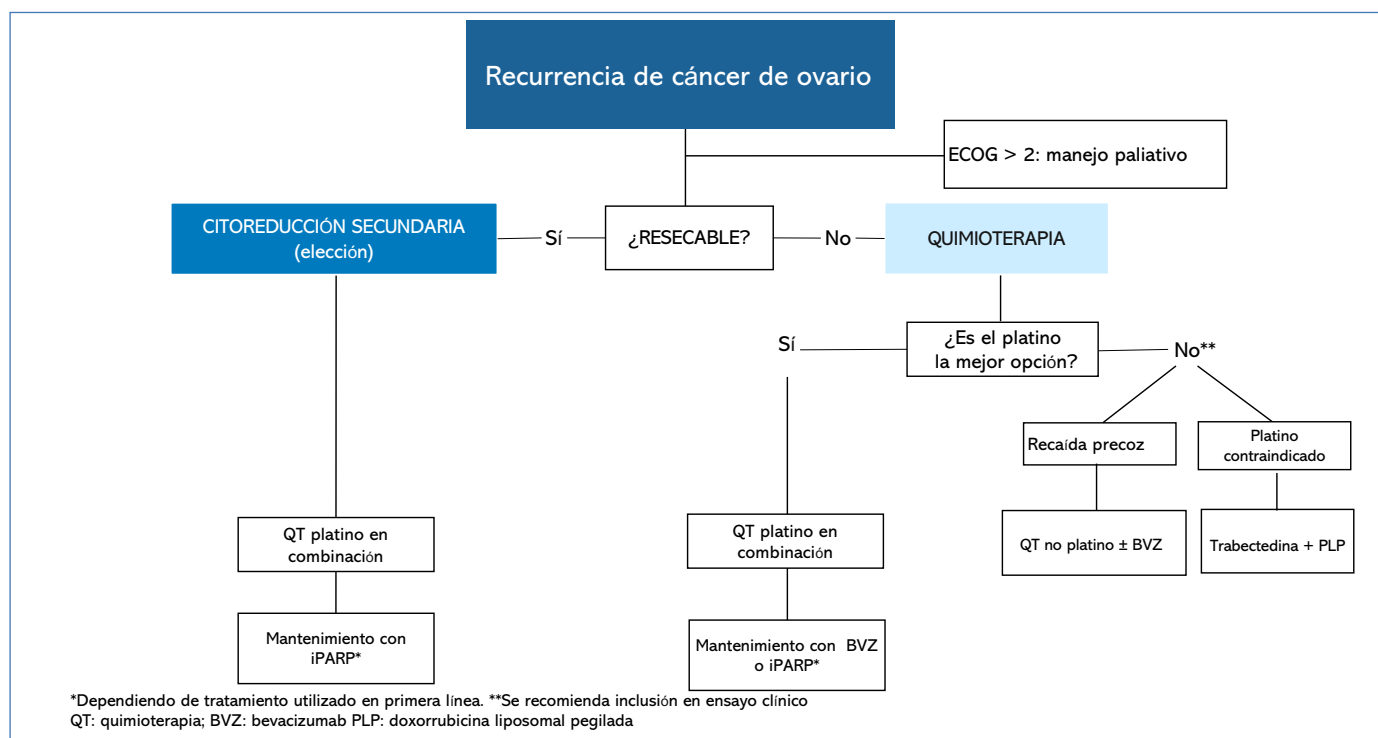 Recurrencia de cáncer de ovario
ECOG > 2: manejo paliativo
CITOREDUCCIÓN SECUNDARIA
(elección)
Sí
¿RESECABLE?
No
QUIMIOTERAPIA
Sí
¿Es el platino
la mejor opción?
No**
Recaída precoz
Platino
contraindicado
QT platino en
combinación
QT platino en
combinación
QT no platino ± BVZ
Trabectedina + PLP
Mantenimiento con
iPARP*
Mantenimiento con BVZ
o iPARP*
*Dependiendo de tratamiento utilizado en primera línea. **Se recomienda inclusión en ensayo clínico
QT: quimioterapia; BVZ: bevacizumab PLP: doxorrubicina liposomal pegilada